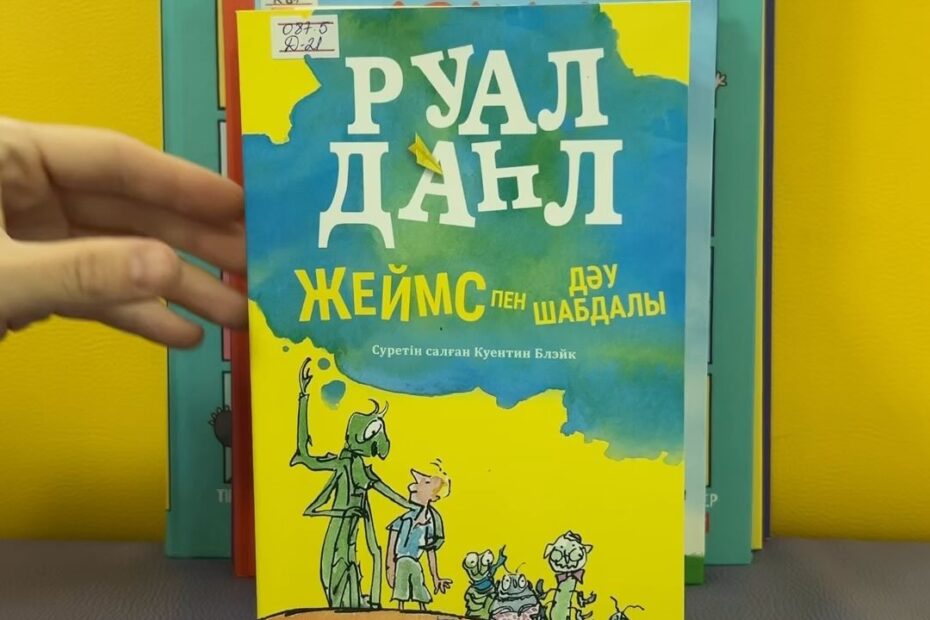 087.5
Д-21
РУАЛ
ДАҺЛ
ЖЕЙМС ПЕН ДӘУ ШАБДАЛЫ
Суретін салған Куентин Блэйк